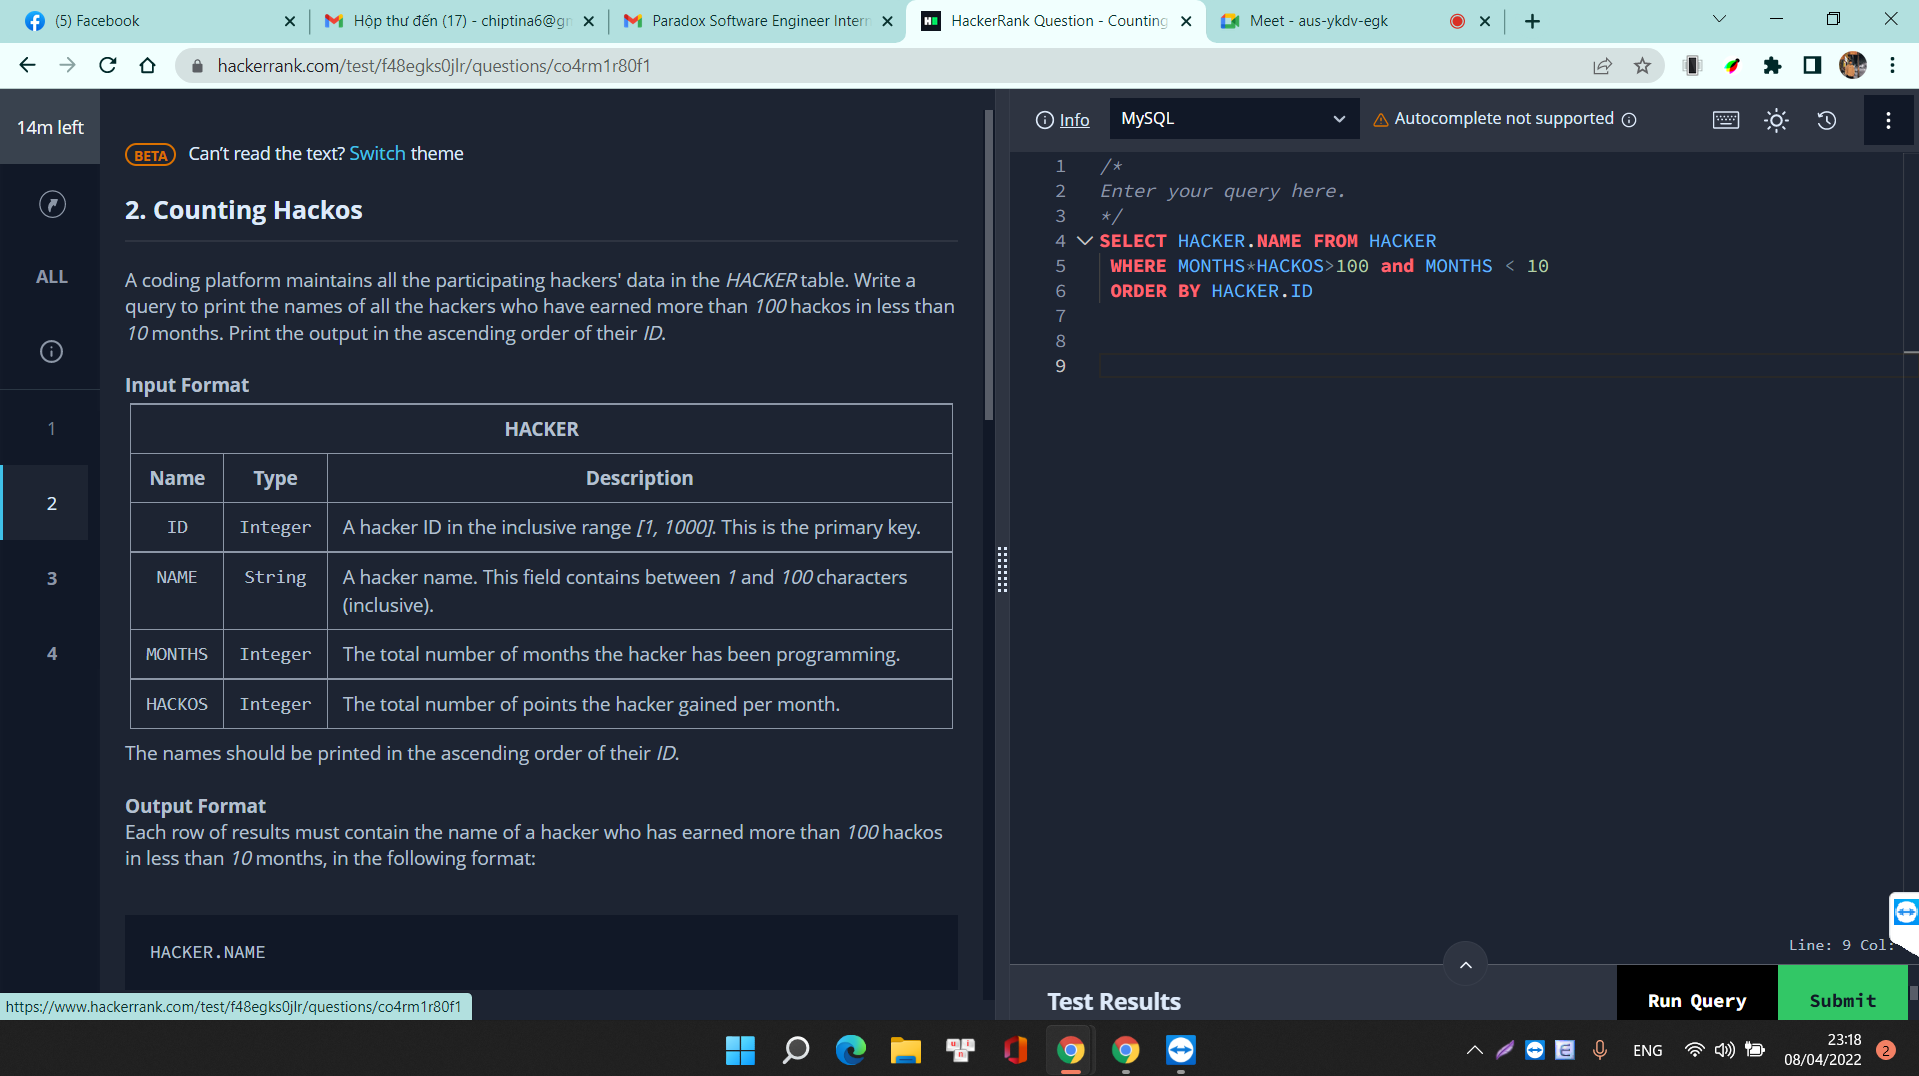 (5) Facebook
Hộp thư đến (17) - chiptina6@gm
Paradox Software Engineer Intern
HackerRank Question - Counting
Meet - aus-ykdv-egk
hackerrank.com/test/f48egks0jlr/questions/co4rm1r80f1
14m left
ALL
1
2
3
4
BETA Can't read the text? Switch theme
2. Counting Hackos
A coding platform maintains all the participating hackers' data in the HACKER table. Write a
query to print the names of all the hackers who have earned more than 100 hackos in less than
10 months. Print the output in the ascending order of their ID.
Input Format
HACKER
Name Type Description
ID Integer A hacker ID in the inclusive range [1, 1000]. This is the primary key.
NAME String A hacker name. This field contains between 1 and 100 characters
(inclusive).
MONTHS Integer The total number of months the hacker has been programming.
HACKOS Integer The total number of points the hacker gained per month.
The names should be printed in the ascending order of their ID.
Output Format
Each row of results must contain the name of a hacker who has earned more than 100 hackos
in less than 10 months, in the following format:
HACKER.NAME
https://www.hackerrank.com/test/f48egks0jlr/questions/co4rm1r80f1
Info
MySQL
Autocomplete not supported
1 /*
2 Enter your query here.
3 */
4 SELECT HACKER.NAME FROM HACKER
5 WHERE MONTHS*HACKOS>100 and MONTHS < 10
6 ORDER BY HACKER.ID
7
8
9
Line: 9 Col:
Test Results
Run Query
Submit
ENG
23:18
08/04/2022
2